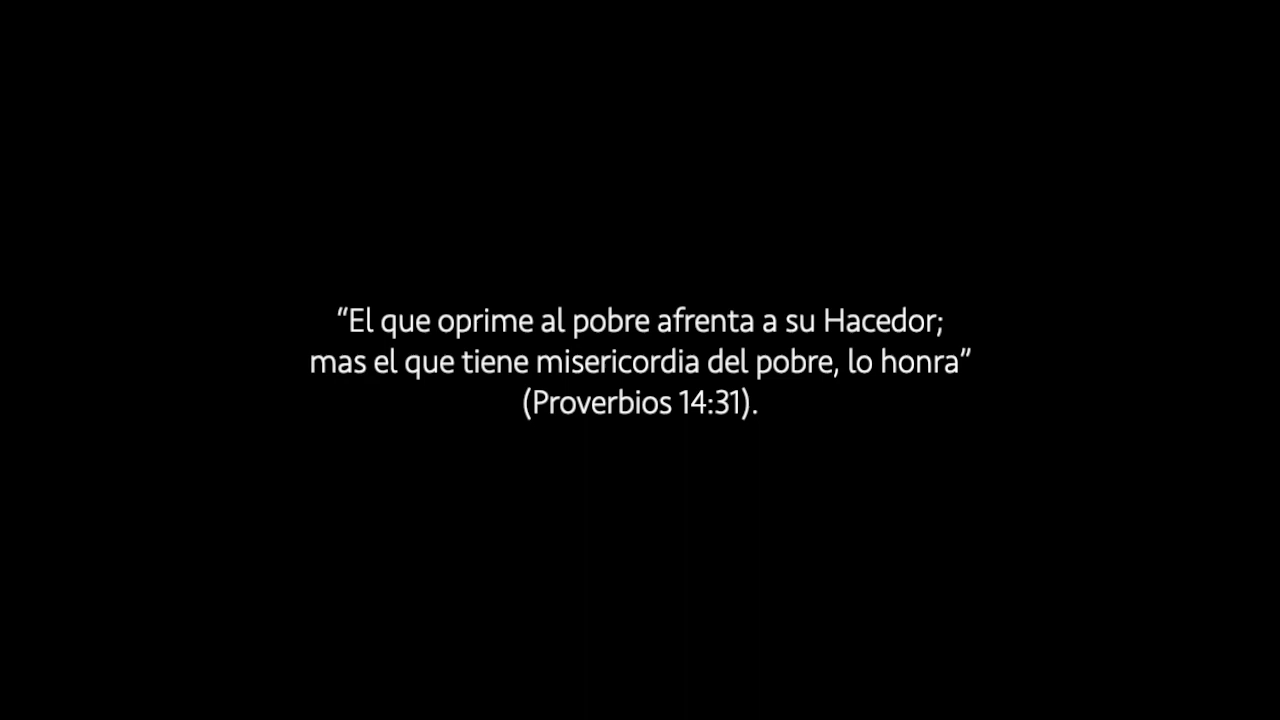 “El que oprime al pobre afrenta a su Hacedor;
mas el que tiene misericordia del pobre, lo honra”
(Proverbios 14:31).